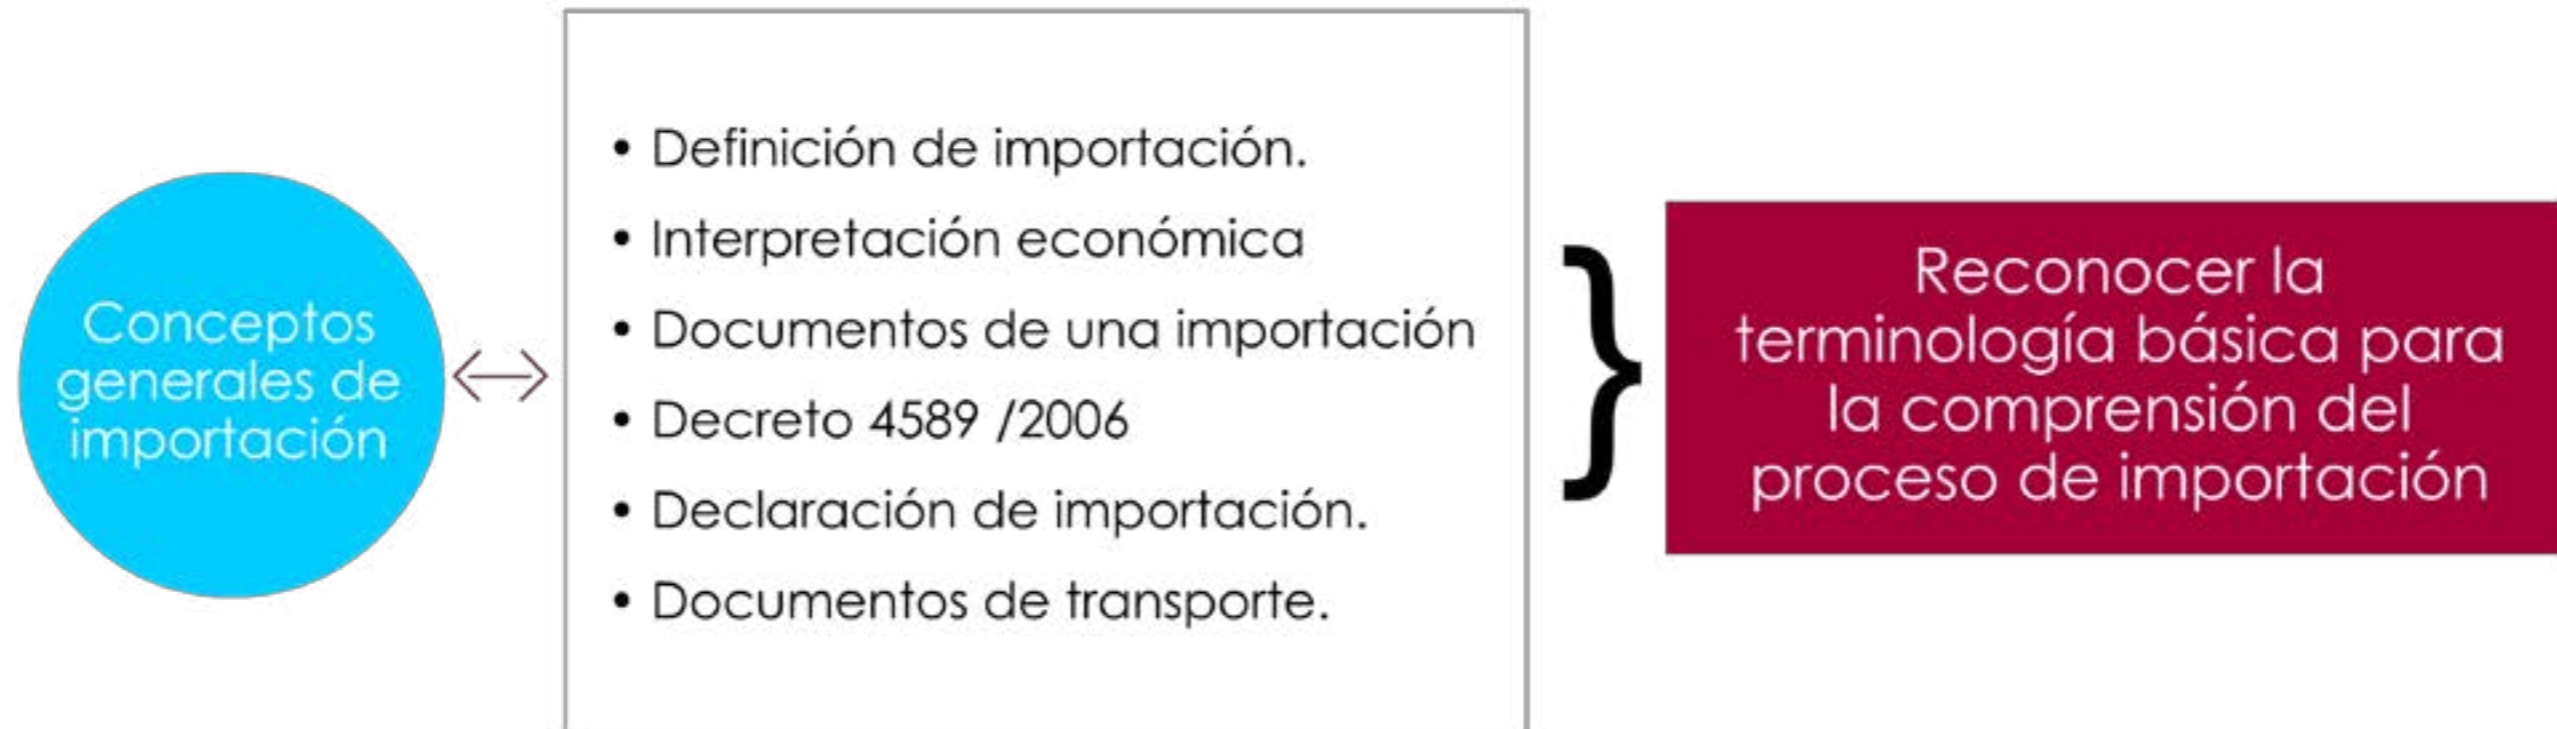 Conceptos
generales de
importación
• Definición de importación.
• Interpretación económica
• Documentos de una importación
• Decreto 4589 /2006
• Declaración de importación.
• Documentos de transporte.
Reconocer la
terminología básica para
la comprensión del
proceso de importación